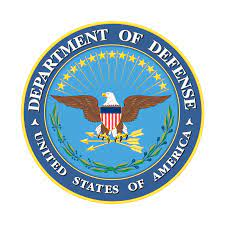 DEPARTMENT OF DEFENSE
UNITED STATES OF AMERICA